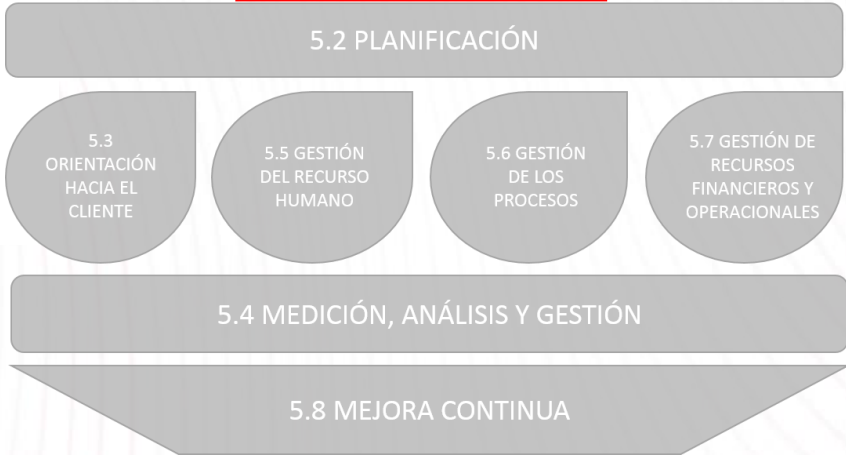 5.2 PLANIFICACIÓN
5.3
ORIENTACIÓN
HACIA EL
CLIENTE
5.5 GESTIÓN
DEL RECURSO
HUMANO
5.6 GESTIÓN
DE LOS
PROCESOS
5.7 GESTIÓN DE
RECURSOS
FINANCIEROS Y
OPERACIONALES
5.4 MEDICIÓN, ANÁLISIS Y GESTIÓN
5.8 MEJORA CONTINUA